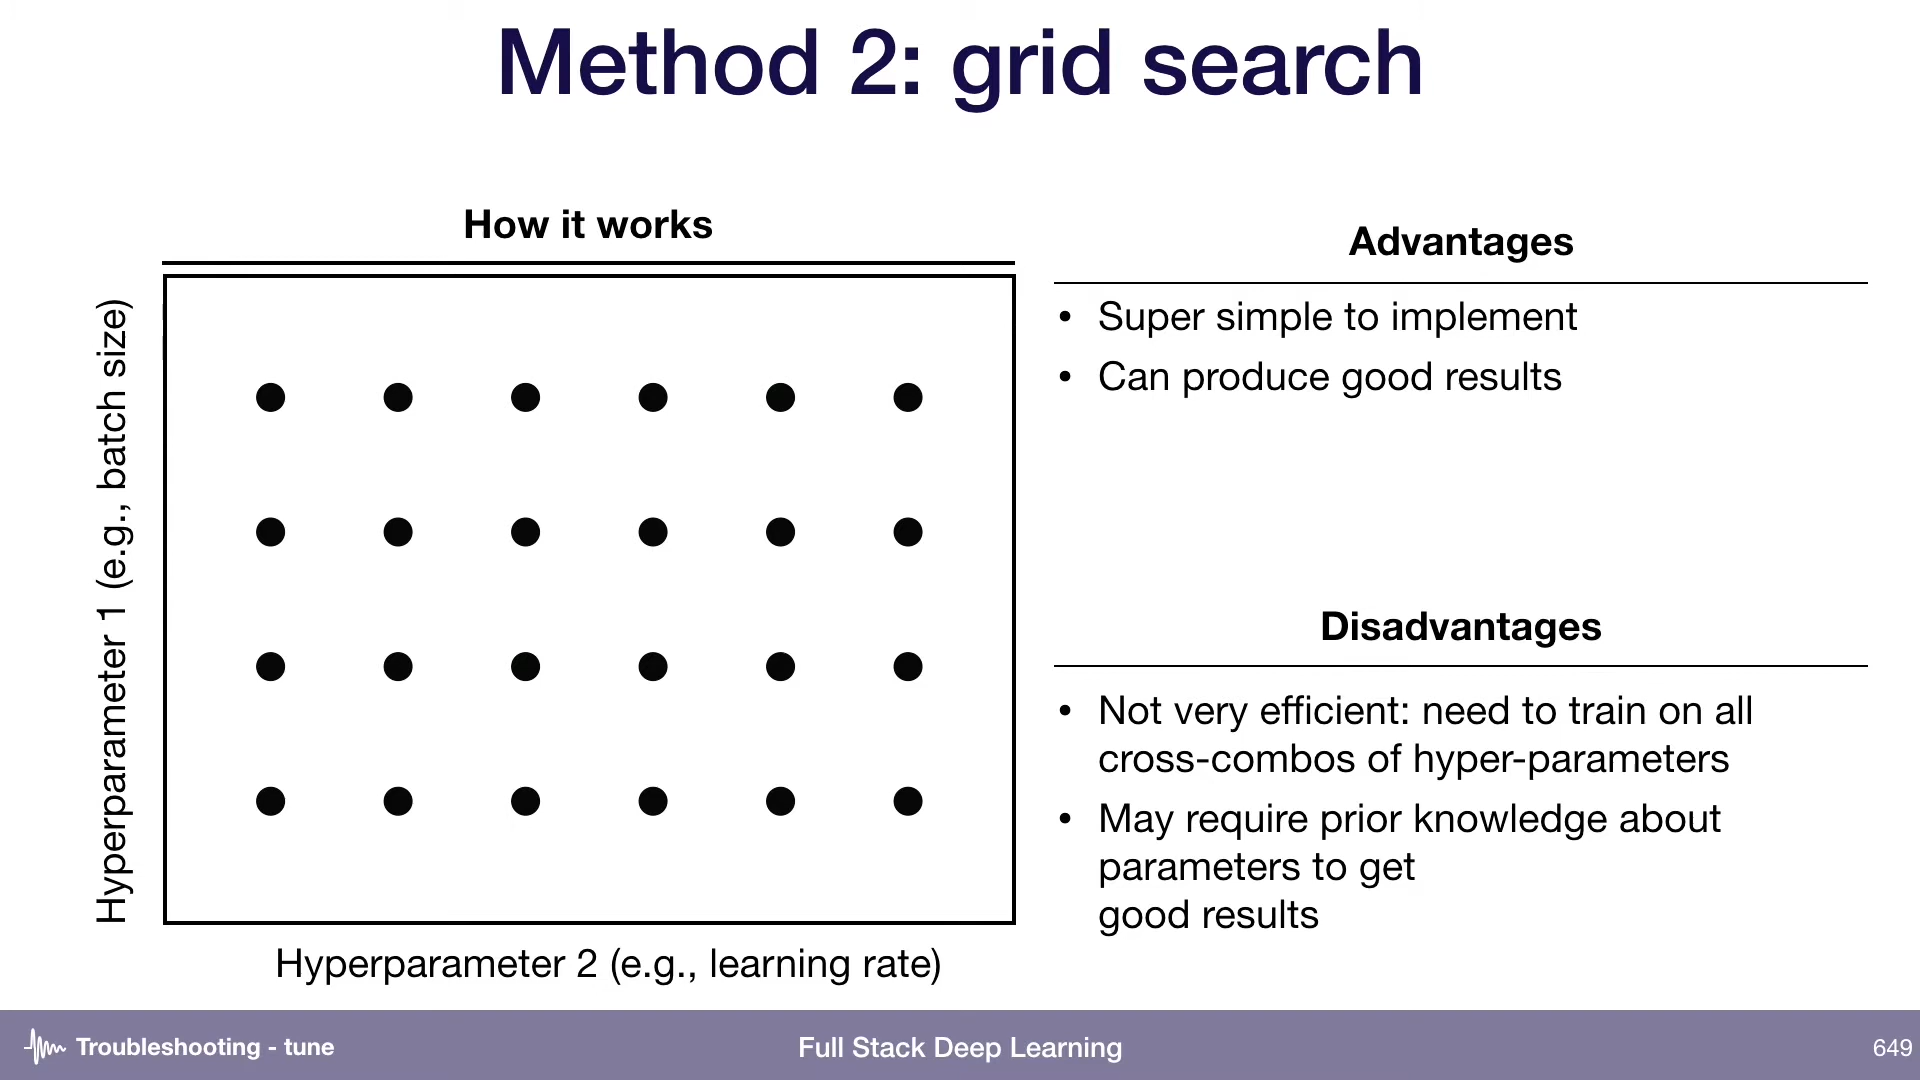 Method 2: grid search
How it works
Hyperparameter 1 (e.g., batch size)
Hyperparameter 2 (e.g., learning rate)
Advantages
• Super simple to implement
• Can produce good results
Disadvantages
• Not very efficient: need to train on all
cross-combos of hyper-parameters
• May require prior knowledge about
parameters to get
good results
Troubleshooting - tune
Full Stack Deep Learning
649